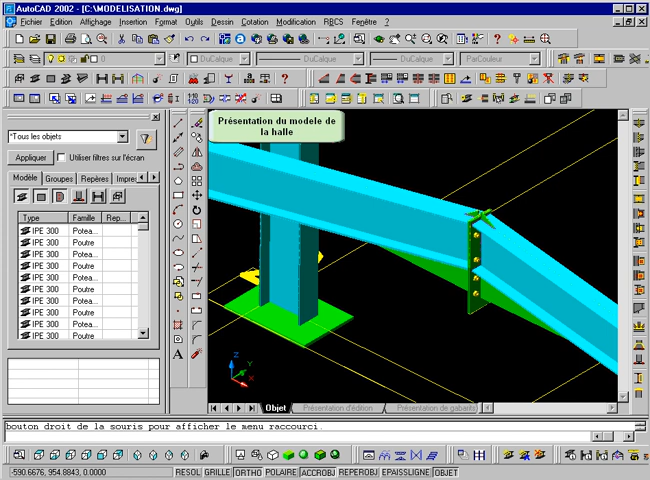 AutoCAD 2002 - [C:\MODELISATION.dwg]
Fichier Edition Affichage Insertion Format Outils Dessin Cotation Modification RBCS Fenêtre ?
0 DuCalque DuCalque DuCalque ParCouleur
*Tous les objets
Appliquer Utiliser filtres sur l'écran
Modèle Groupes Repères Impres
Type Famille Rep...
IPE 300 Potea...
IPE 300 Poutre
IPE 300 Potea...
IPE 300 Poutre
IPE 300 Potea...
IPE 300 Poutre
IPE 300 Potea...
IPE 300 Poutre
IPE 300 Potea...
IPE 300 Poutre
Présentation du modele de
la halle
Z
Y
X
Objet Présentation d'édition Présentation de gabarits
bouton droit de la souris pour afficher le menu raccourci.
-590.6676, 954.8843, 0.0000 RESOL GRILLE ORTHO POLAIRE ACCROBJ REPEROBJ EPAISLIGNE OBJET